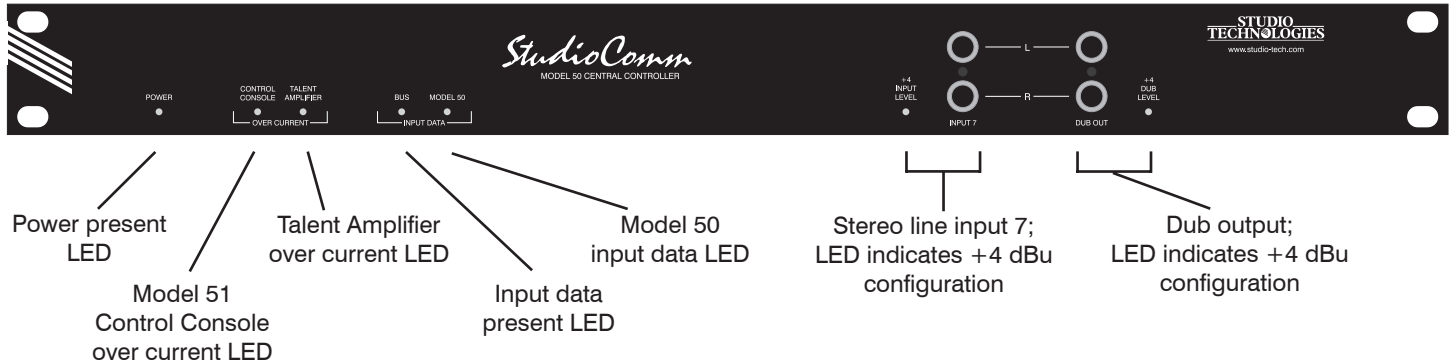 STUDIO
TECHNOLOGIES
www.studio-tech.com
StudioComm
MODEL 50 CENTRAL CONTROLLER
POWER
CONTROL
CONSOLE
TALENT
AMPLIFIER
OVER CURRENT
BUS
MODEL 50
INPUT DATA
+4
INPUT
LEVEL
L
R
INPUT 7
DUB OUT
+4
DUB
LEVEL
Power present
LED
Model 51
Control Console
over current LED
Talent Amplifier
over current LED
Input data
present LED
Model 50
input data LED
Stereo line input 7;
LED indicates +4 dBu
configuration
Dub output;
LED indicates +4 dBu
configuration